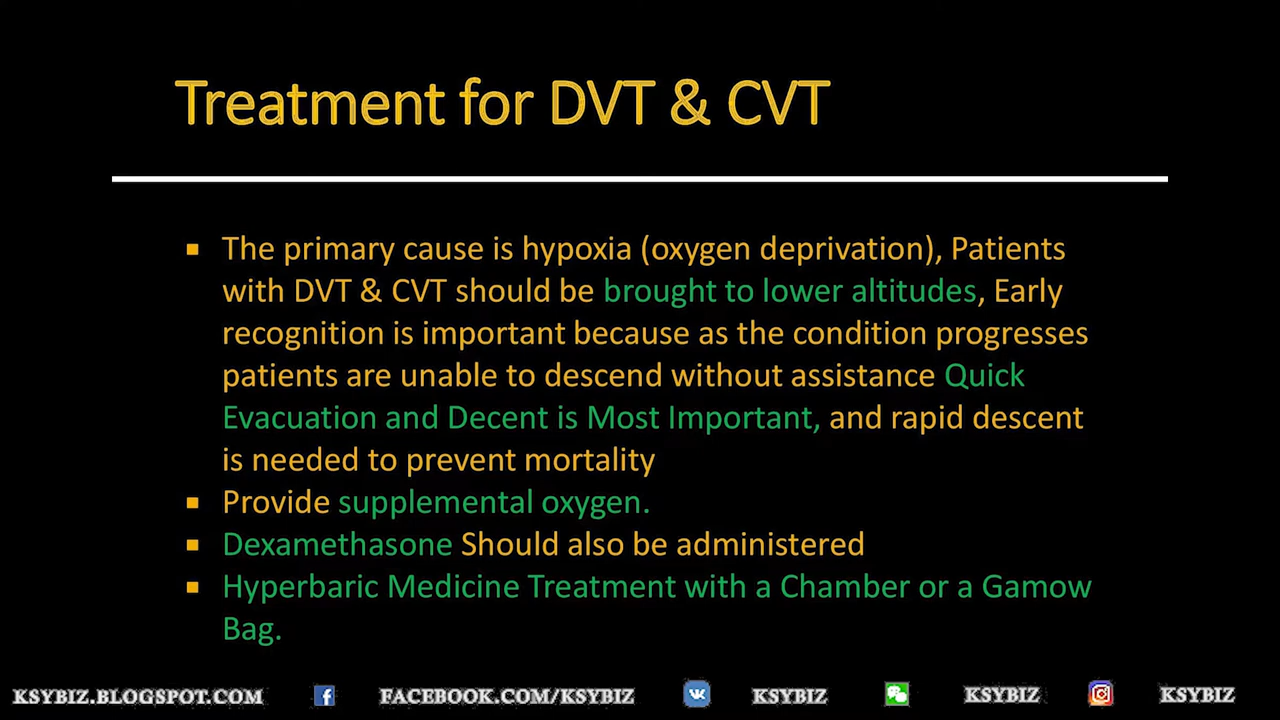 Treatment for DVT & CVT
The primary cause is hypoxia (oxygen deprivation), Patients
with DVT & CVT should be brought to lower altitudes, Early
recognition is important because as the condition progresses
patients are unable to descend without assistance Quick
Evacuation and Decent is Most Important, and rapid descent
is needed to prevent mortality
Provide supplemental oxygen.
Dexamethasone Should also be administered
Hyperbaric Medicine Treatment with a Chamber or a Gamow
Bag.
KSYBIZ.BLOGSPOT.COM FACEBOOK.COM/KSYBIZ KSYBIZ KSYBIZ KSYBIZ